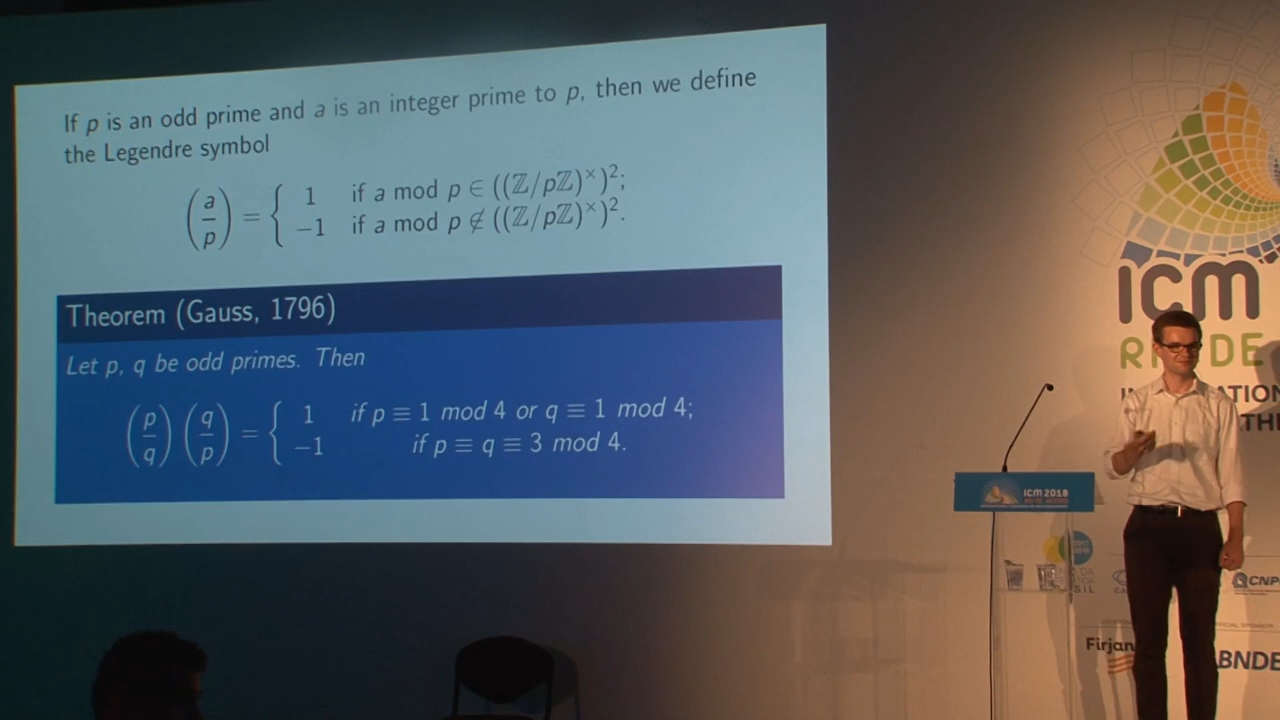 If p is an odd prime and a is an integer prime to p, then we define
the Legendre symbol
(a/p) = { 1 if a mod p ∈ ((ℤ/pℤ)^×)^2;
−1 if a mod p ∉ ((ℤ/pℤ)^×)^2.
Theorem (Gauss, 1796)
Let p, q be odd primes. Then
(p/q) (q/p) = { 1 if p ≡ 1 mod 4 or q ≡ 1 mod 4;
−1 if p ≡ q ≡ 3 mod 4.
ICM
DE
ICM 2018
CNP
Firjan
BNDE